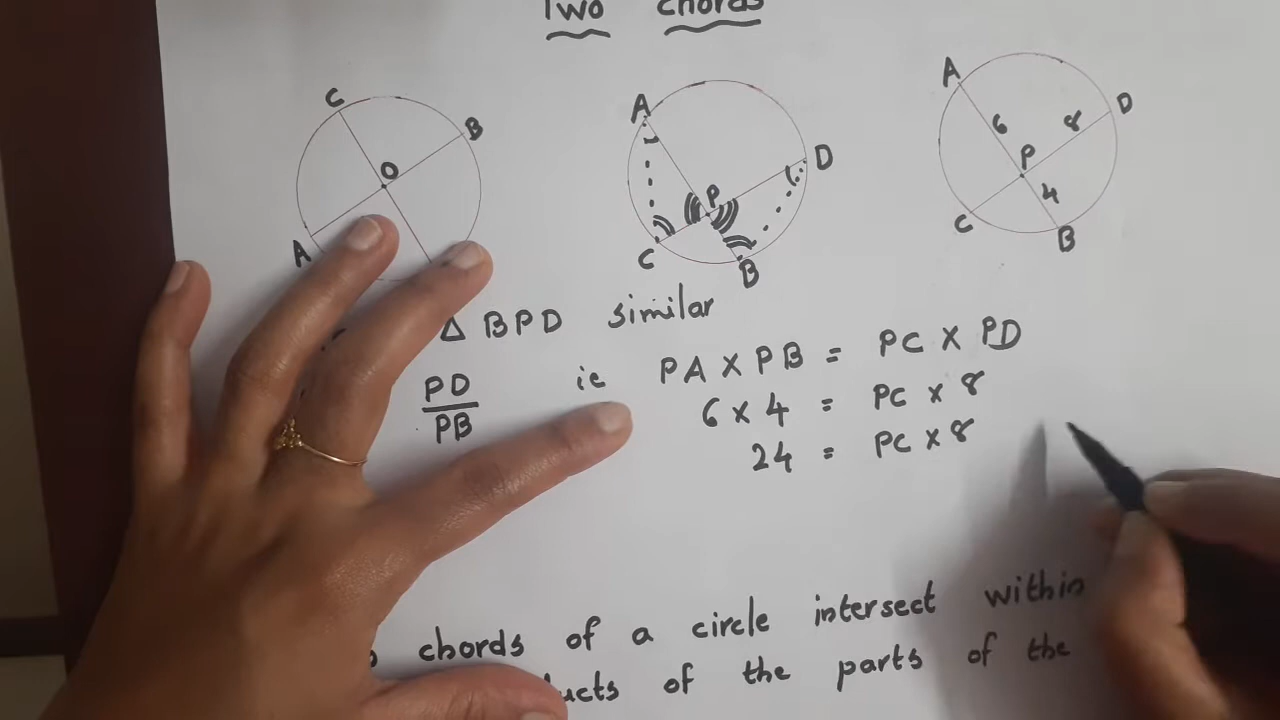 Two chords
C
B
O
A
A
D
P
C
B
A
D
6
8
P
4
C
B
Δ BPD similar
PD
PB
ie PA X PB = PC X PD
6 x 4 = PC x 8
24 = PC x 8
chords of a circle intersect within
of the parts of the